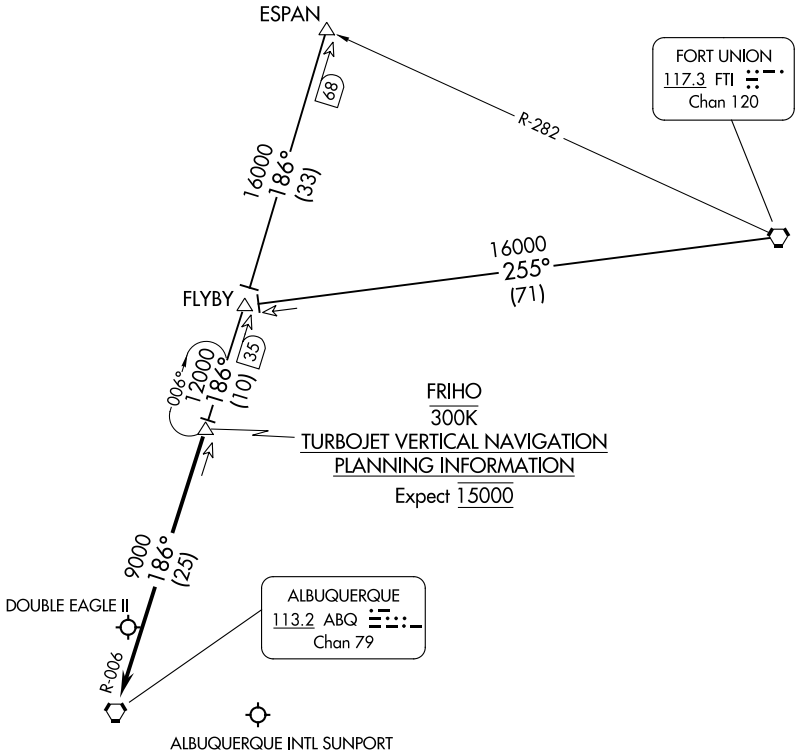 ESPAN
68
FORT UNION
117.3 FTI
Chan 120
R-282
16000
186°
(33)
16000
255°
(71)
FLYBY
35
006°
12000
186°
(10)
FRIHO
300K
TURBOJET VERTICAL NAVIGATION
PLANNING INFORMATION
Expect 15000
9000
186°
(25)
DOUBLE EAGLE II
R-006
ALBUQUERQUE
113.2 ABQ
Chan 79
ALBUQUERQUE INTL SUNPORT